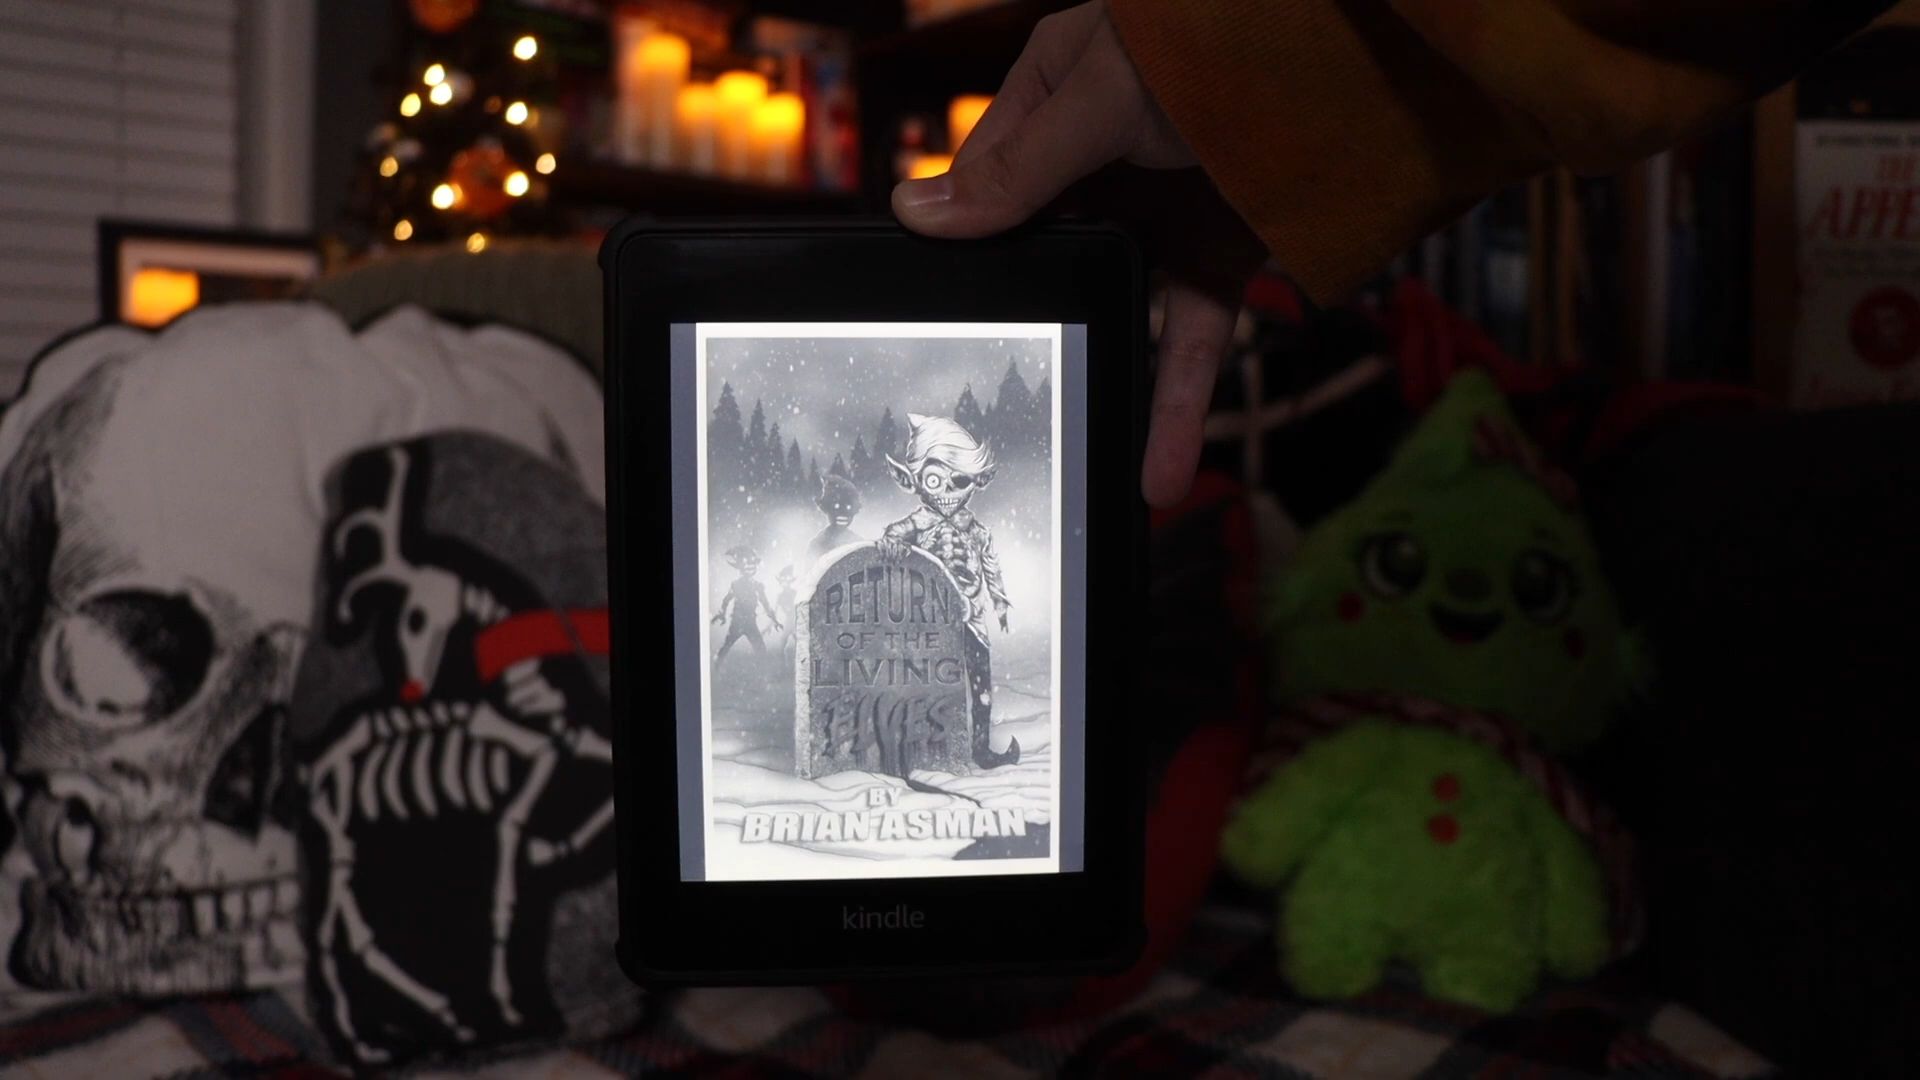 RETURN
OF THE
LIVING
ELVES
BY
BRIAN ASMAN
kindle